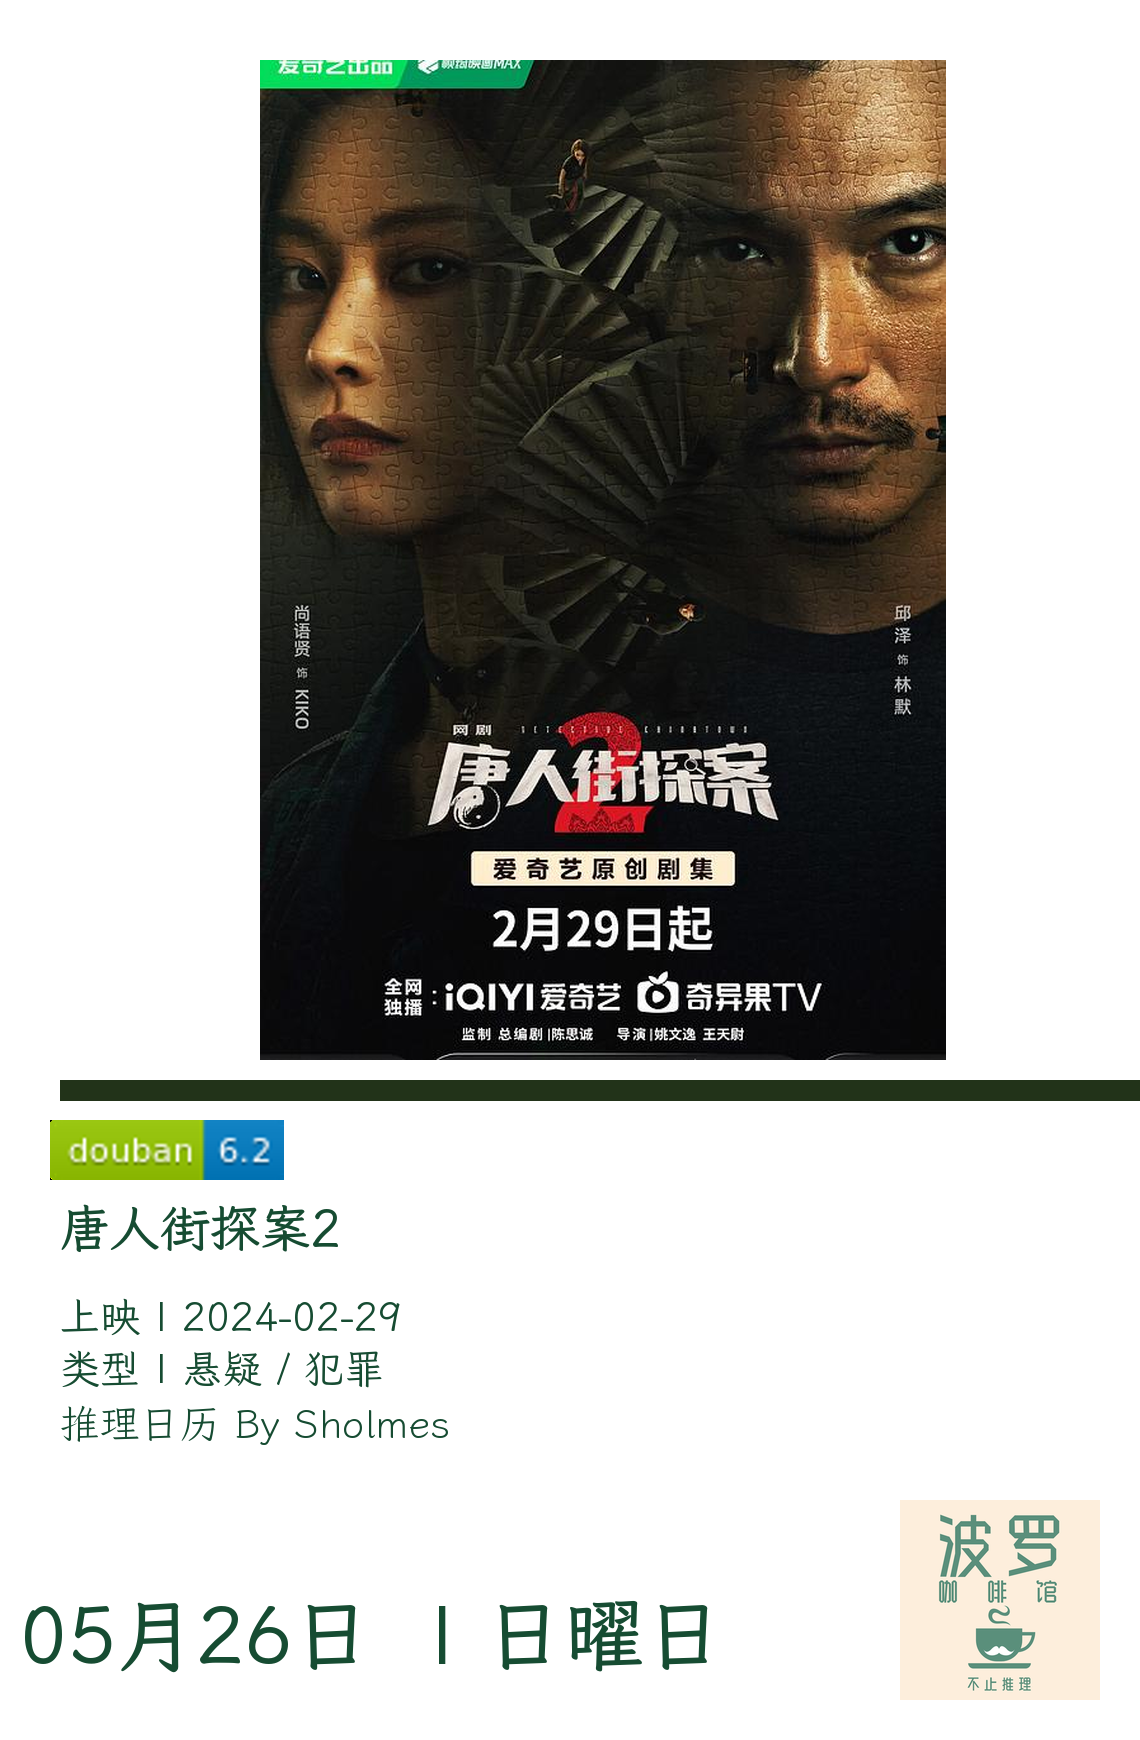 爱奇艺出品
尚语贤 饰 KIKO
邱泽 饰 林默
网剧 DETECTIVE CHINATOWN
唐人街探案2
爱奇艺原创剧集
2月29日起
全网独播：iQIYI 爱奇艺 奇异果TV
监制 总编剧|陈思诚 导演|姚文逸 王天尉
douban 6.2
唐人街探案2
上映 | 2024-02-29
类型 | 悬疑 / 犯罪
推理日历 By Sholmes
波罗
咖啡馆
不止推理
05月26日 | 日曜日